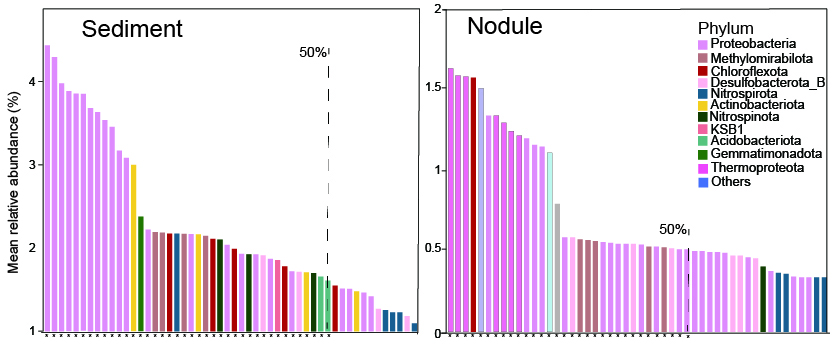 Sediment
50%
4
3
2
1
Mean relative abundance (%)
* * * * * * * * * * * * * * * * * * * * * * * * * * * * * * * * * * * * * * * *
Nodule
2
1.5
1
0.5
0
50%
Phylum
Proteobacteria
Methylomirabilota
Chloroflexota
Desulfobacterota_B
Nitrospirota
Actinobacteriota
Nitrospinota
KSB1
Acidobacteriota
Gemmatimonadota
Thermoproteota
Others